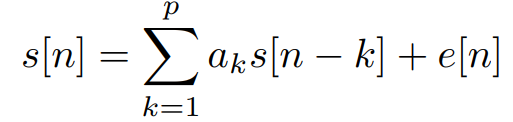 s[n] = \sum_{k=1}^{p} a_k s[n − k] + e[n]